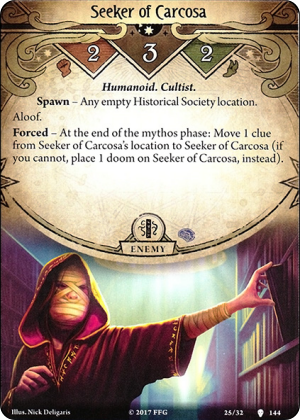 Seeker of Carcosa
2 3 2
Humanoid. Cultist.
Spawn – Any empty Historical Society location.
Aloof.
Forced – At the end of the mythos phase: Move 1 clue
from Seeker of Carcosa's location to Seeker of Carcosa (if
you cannot, place 1 doom on Seeker of Carcosa, instead).
ENEMY
Illus. Nick Deligaris
© 2017 FFG
25/32
144